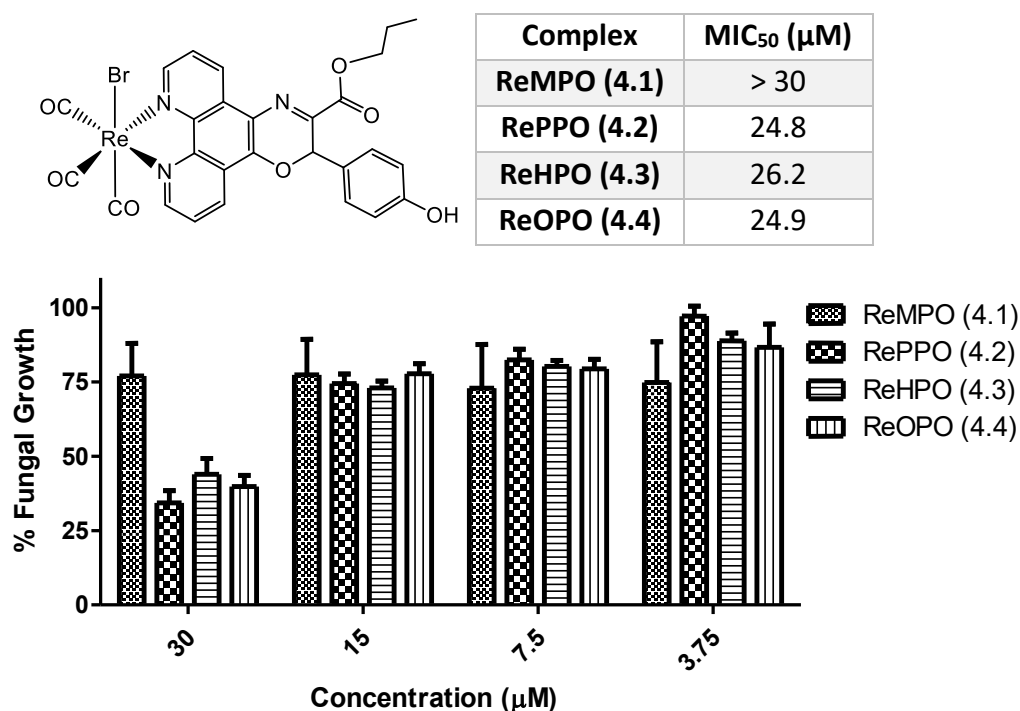 Br
OC
OC
CO
Re
N
N
N
O
O
O
OH
Complex MIC₅₀ (µM)
ReMPO (4.1) > 30
RePPO (4.2) 24.8
ReHPO (4.3) 26.2
ReOPO (4.4) 24.9
% Fungal Growth
100
75
50
25
0
30 15 7.5 3.75
Concentration (µM)
ReMPO (4.1)
RePPO (4.2)
ReHPO (4.3)
ReOPO (4.4)